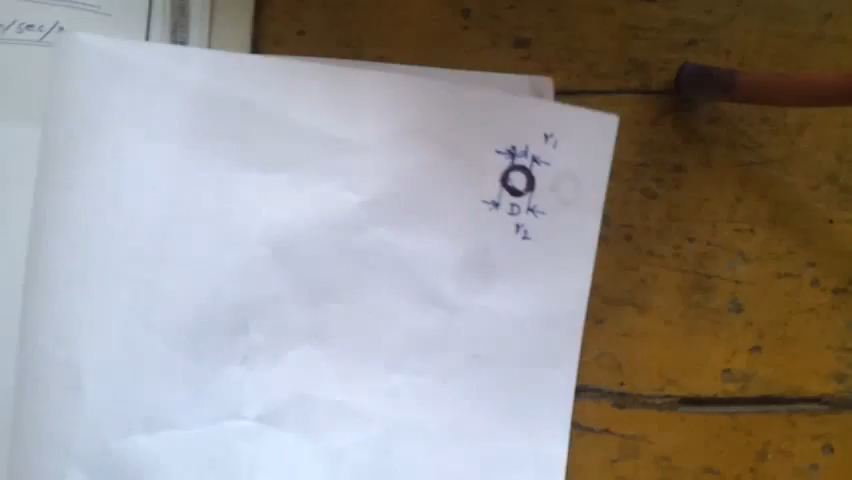 /sec/
d r₁
D
r₂